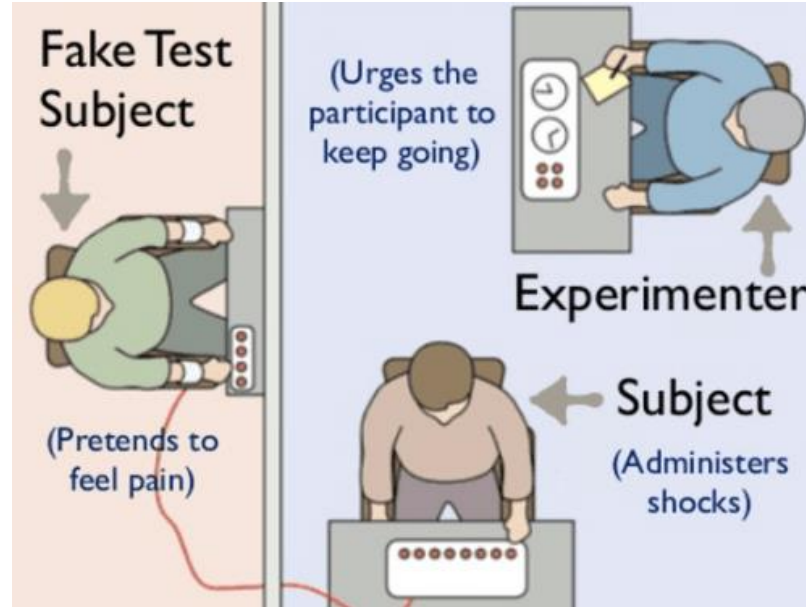 Fake Test
Subject
(Urges the
participant to
keep going)
Experimenter
(Pretends to
feel pain)
Subject
(Administers
shocks)